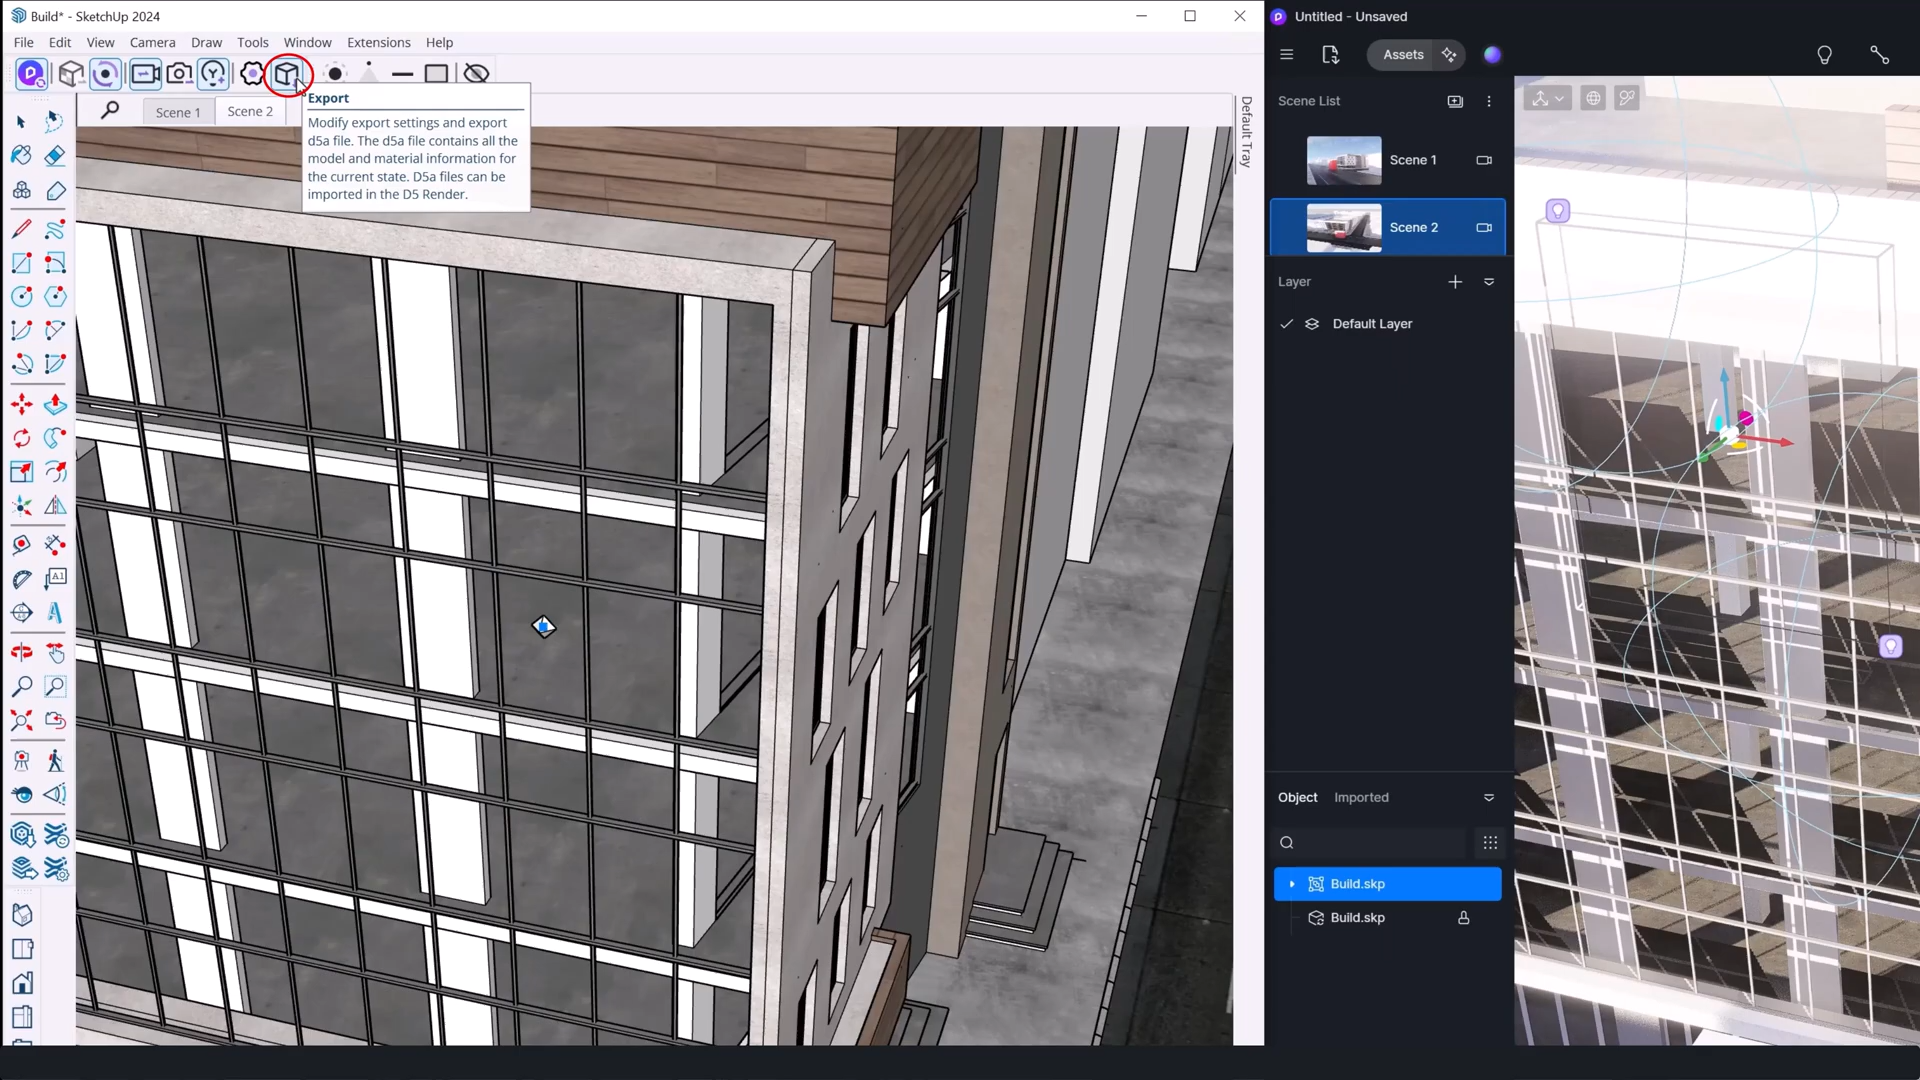 Build* - SketchUp 2024
File Edit View Camera Draw Tools Window Extensions Help
Export
Modify export settings and export
d5a file. The d5a file contains all the
model and material information for
the current state. D5a files can be
imported in the D5 Render.
Scene 1 Scene 2
Default Tray
A1
Untitled - Unsaved
Assets
Scene List
Scene 1
Scene 2
Layer
Default Layer
Object Imported
Build.skp
Build.skp